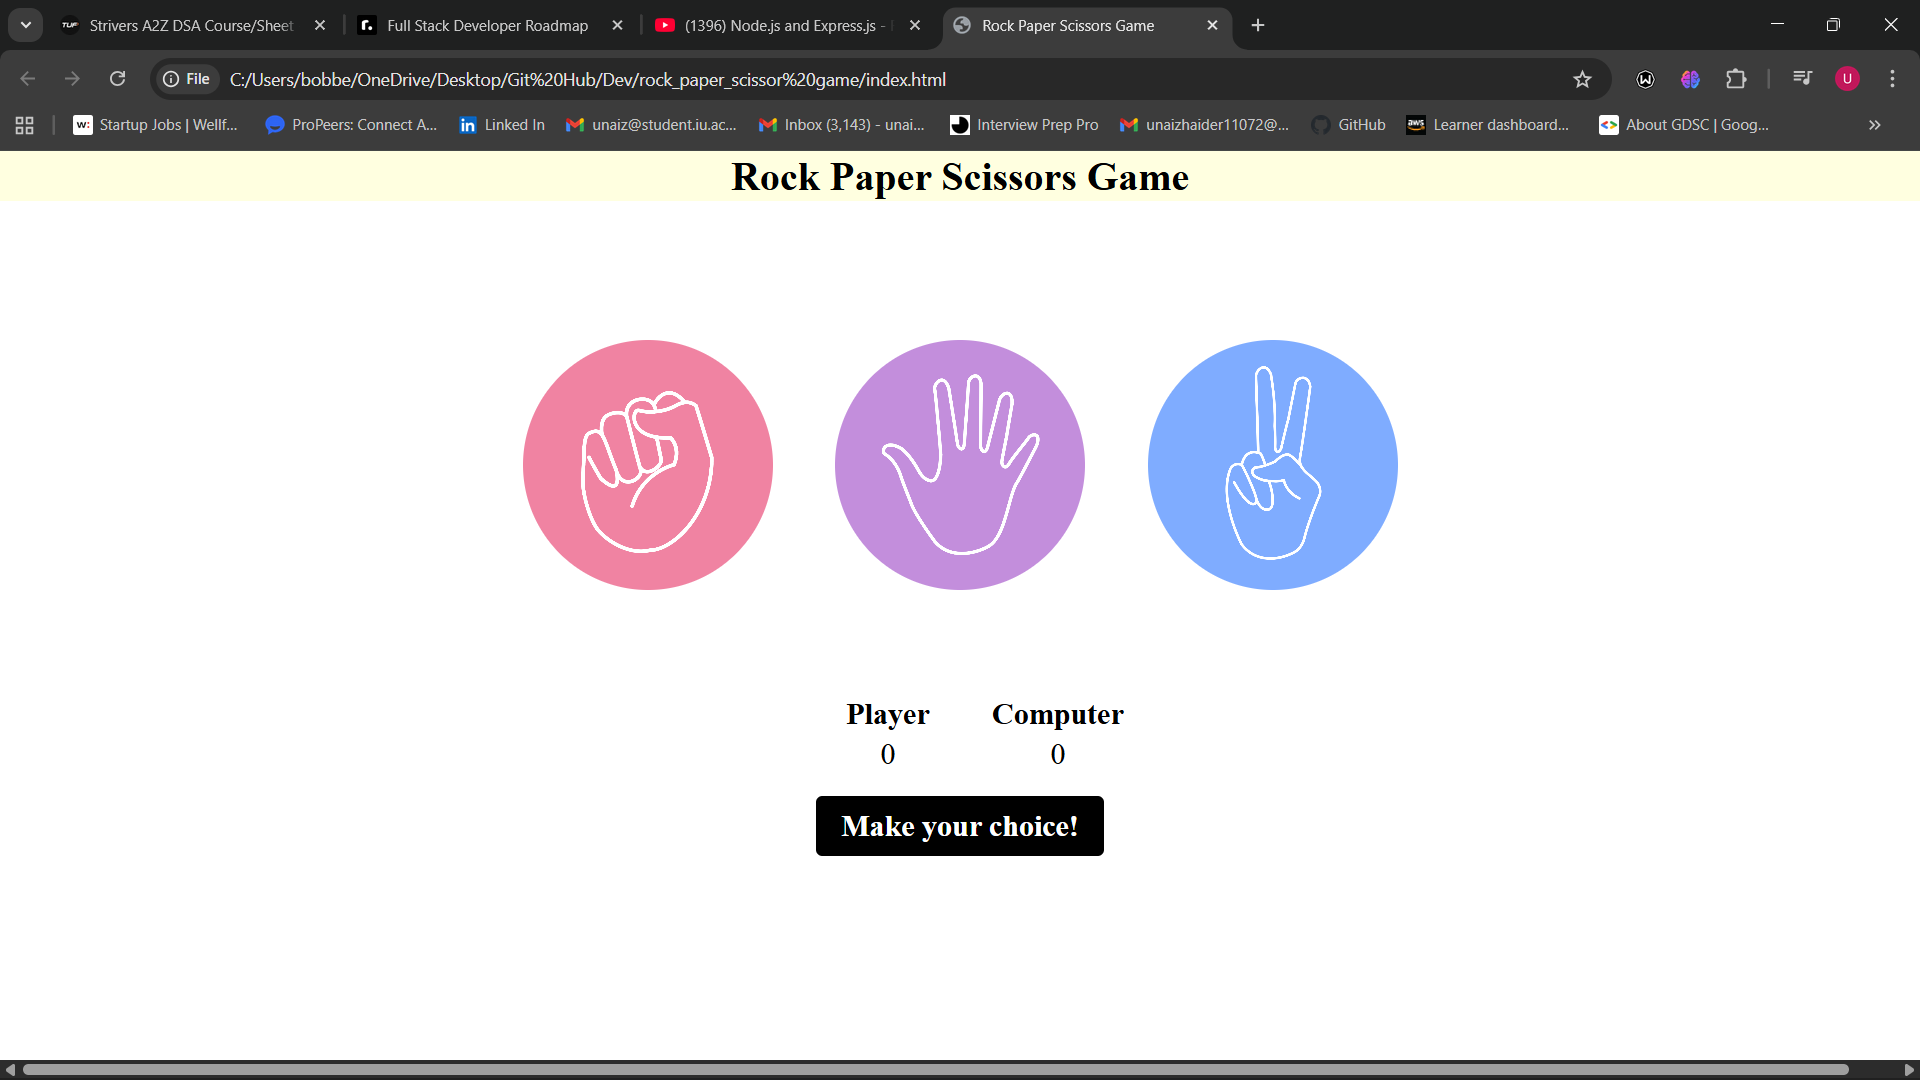 Strivers A2Z DSA Course/Sheet
Full Stack Developer Roadmap
(1396) Node.js and Express.js -
Rock Paper Scissors Game
File
C:/Users/bobbe/OneDrive/Desktop/Git%20Hub/Dev/rock_paper_scissor%20game/index.html
U
w: Startup Jobs | Wellf...
ProPeers: Connect A...
in Linked In
unaiz@student.iu.ac...
Inbox (3,143) - unai...
Interview Prep Pro
unaizhaider11072@...
GitHub
aws Learner dashboard...
About GDSC | Goog...
Rock Paper Scissors Game
Player Computer
0 0
Make your choice!